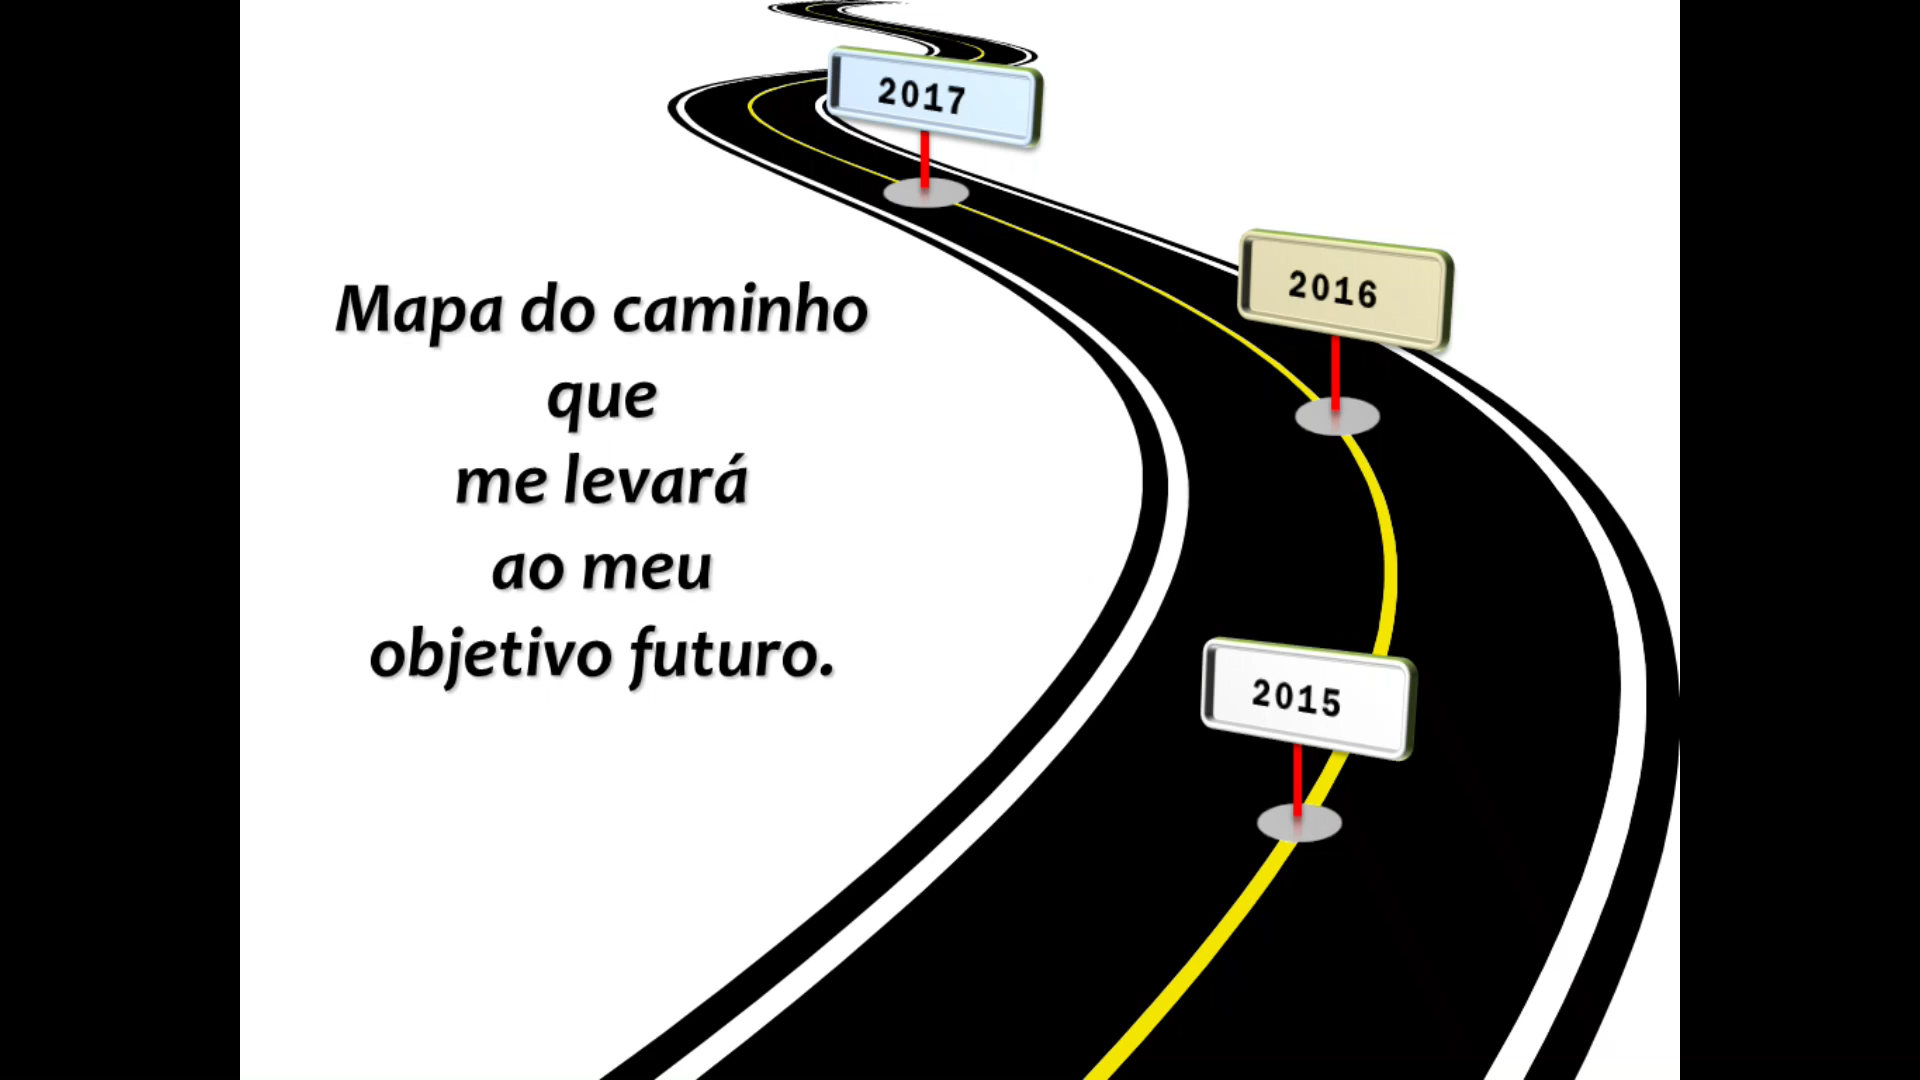 2017
2016
Mapa do caminho
que
me levará
ao meu
objetivo futuro.
2015